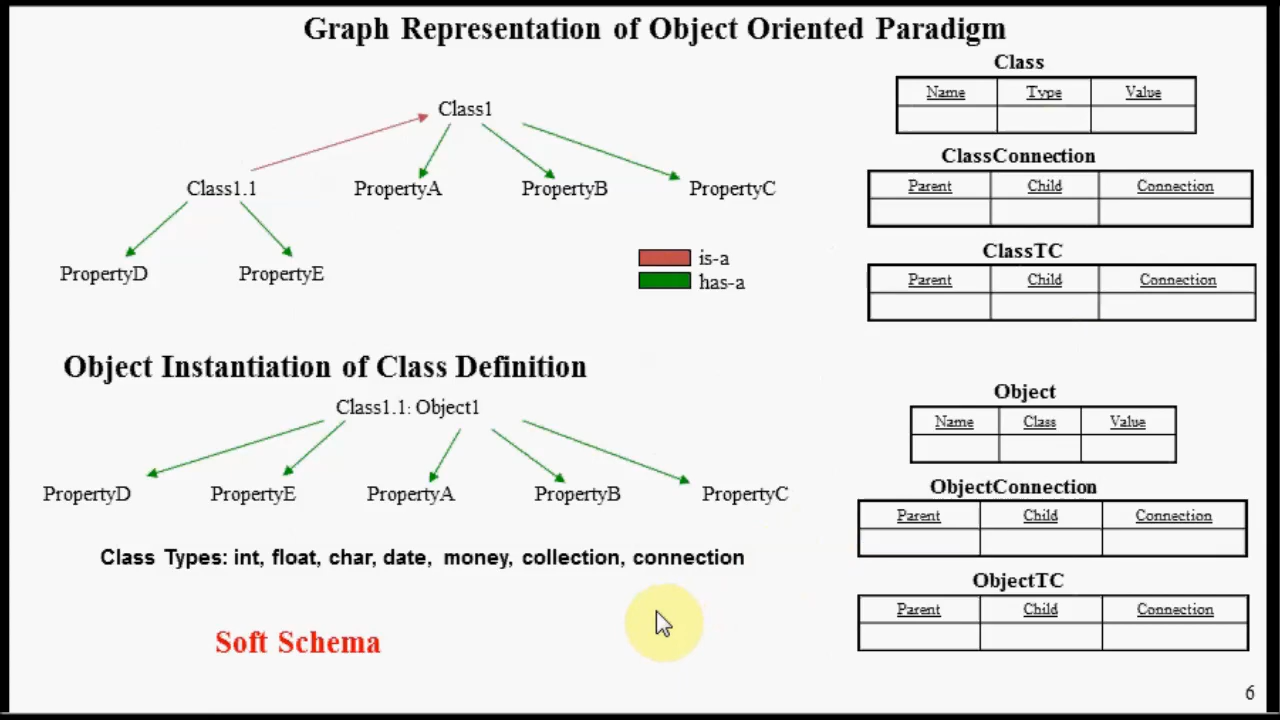 Graph Representation of Object Oriented Paradigm
Class1
Class1.1
PropertyA
PropertyB
PropertyC
PropertyD
PropertyE
is-a
has-a
Class
Name Type Value
ClassConnection
Parent Child Connection
ClassTC
Parent Child Connection
Object Instantiation of Class Definition
Class1.1: Object1
PropertyD PropertyE PropertyA PropertyB PropertyC
Class Types: int, float, char, date, money, collection, connection
Soft Schema
Object
Name Class Value
ObjectConnection
Parent Child Connection
ObjectTC
Parent Child Connection
6